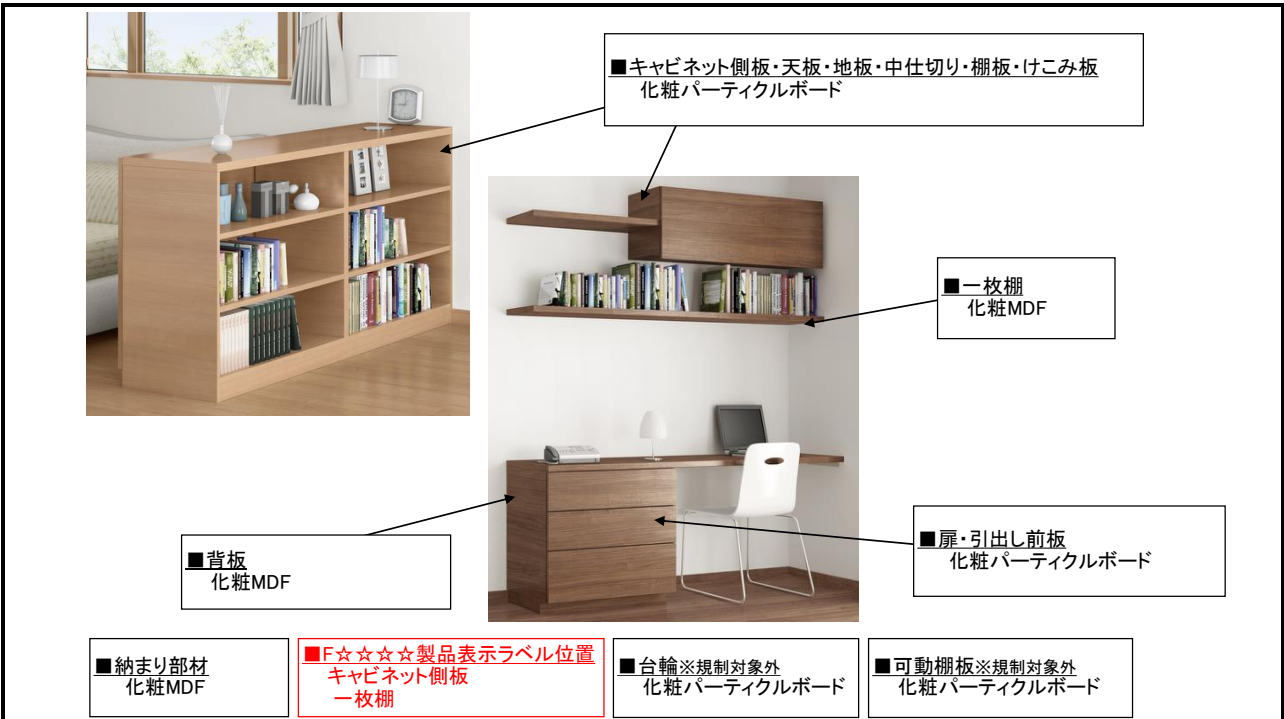 ■キャビネット側板・天板・地板・中仕切り・棚板・けこみ板
化粧パーティクルボード
■一枚棚
化粧MDF
■扉・引出し前板
化粧パーティクルボード
■背板
化粧MDF
■納まり部材
化粧MDF
■F☆☆☆☆製品表示ラベル位置
キャビネット側板
一枚棚
■台輪※規制対象外
化粧パーティクルボード
■可動棚板※規制対象外
化粧パーティクルボード